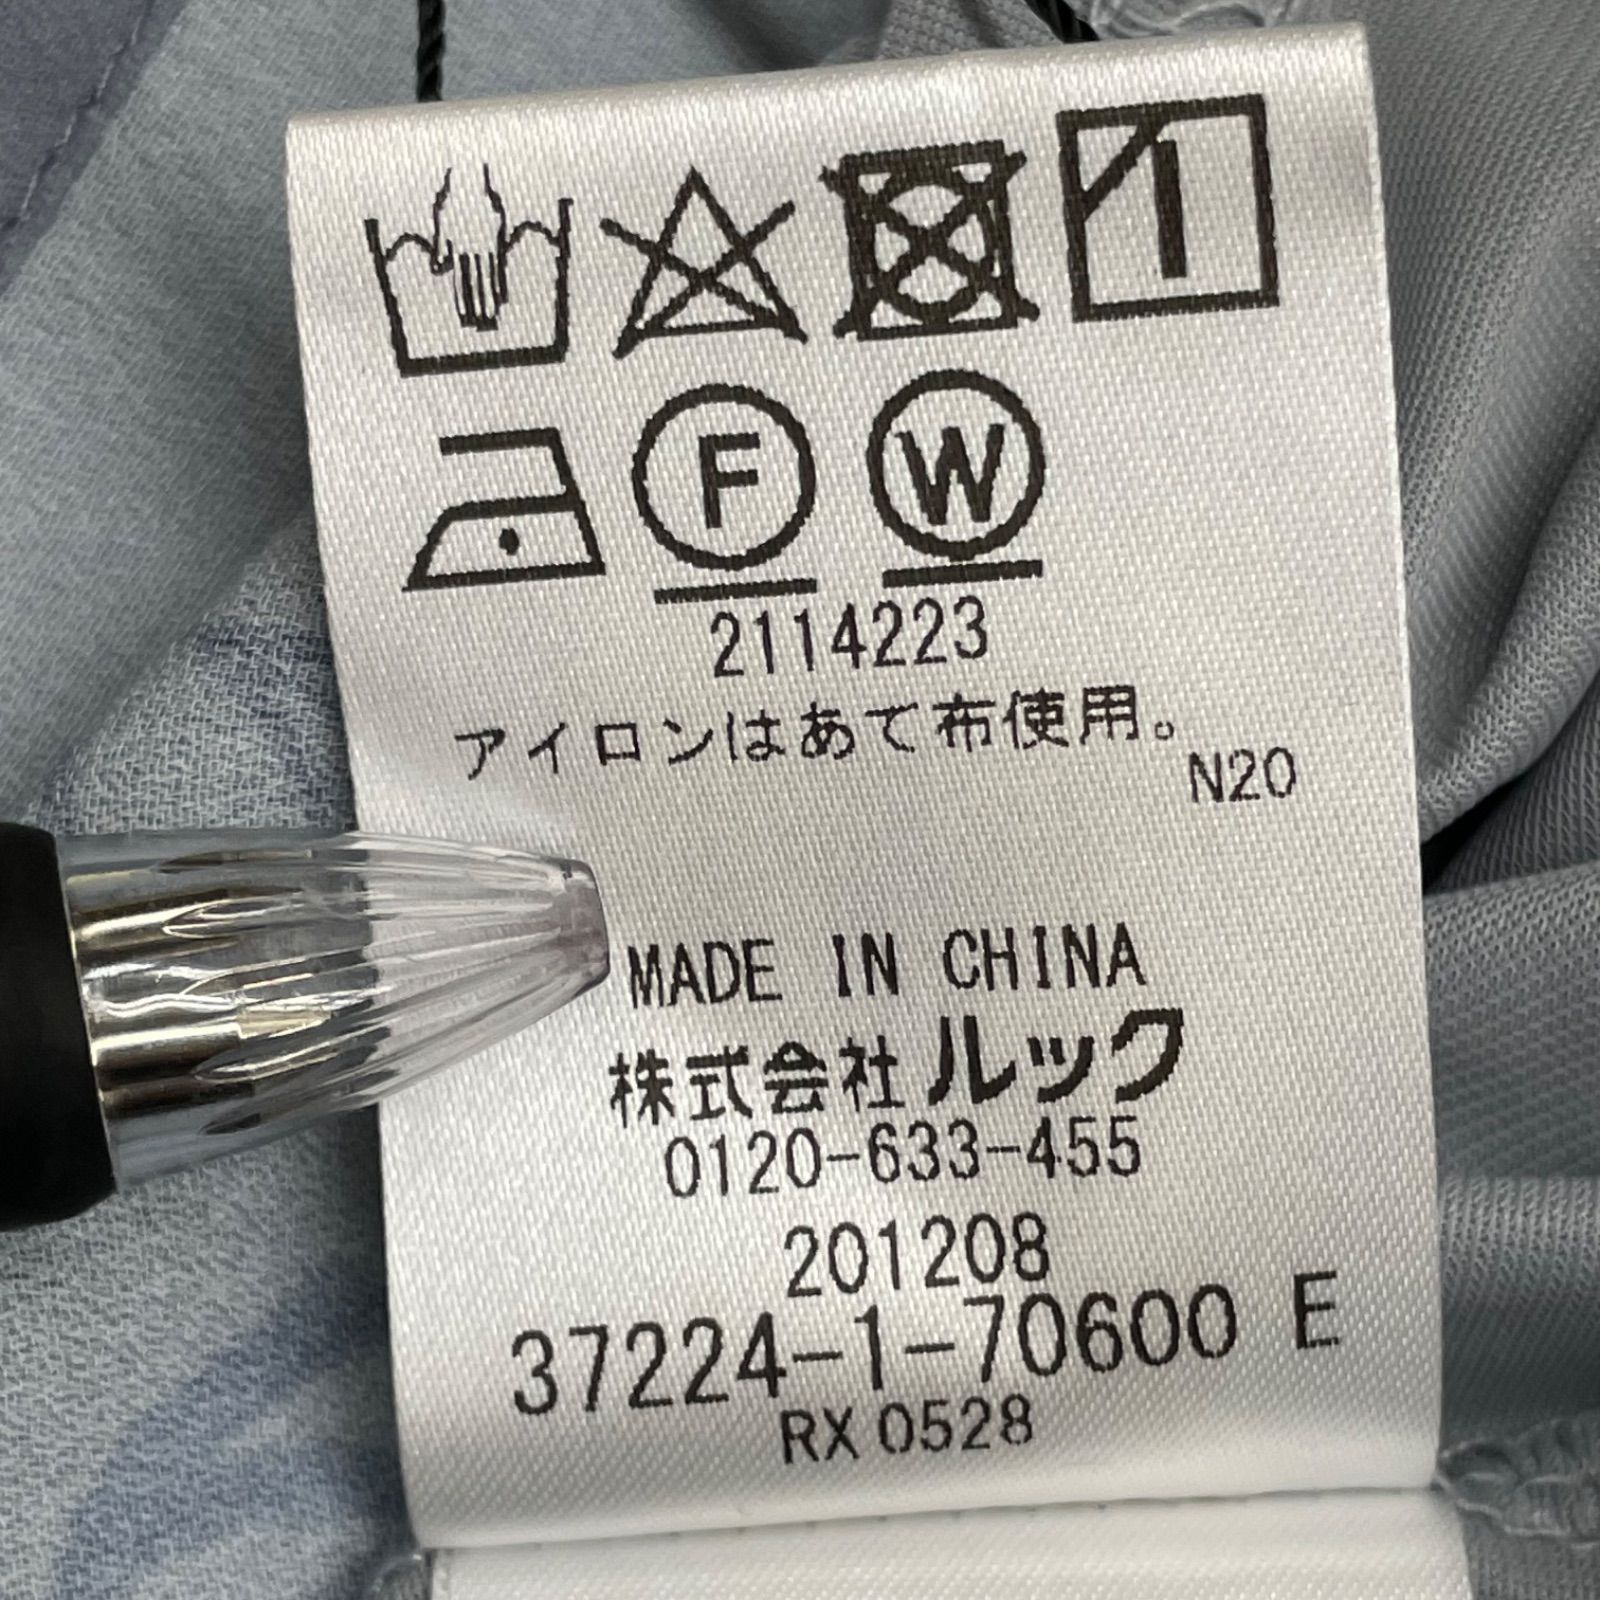 F W
2114223
アイロンはあて布使用。
N20
MADE IN CHINA
株式会社ルック
0120-633-455
201208
37224-1-70600 E
RX 0528